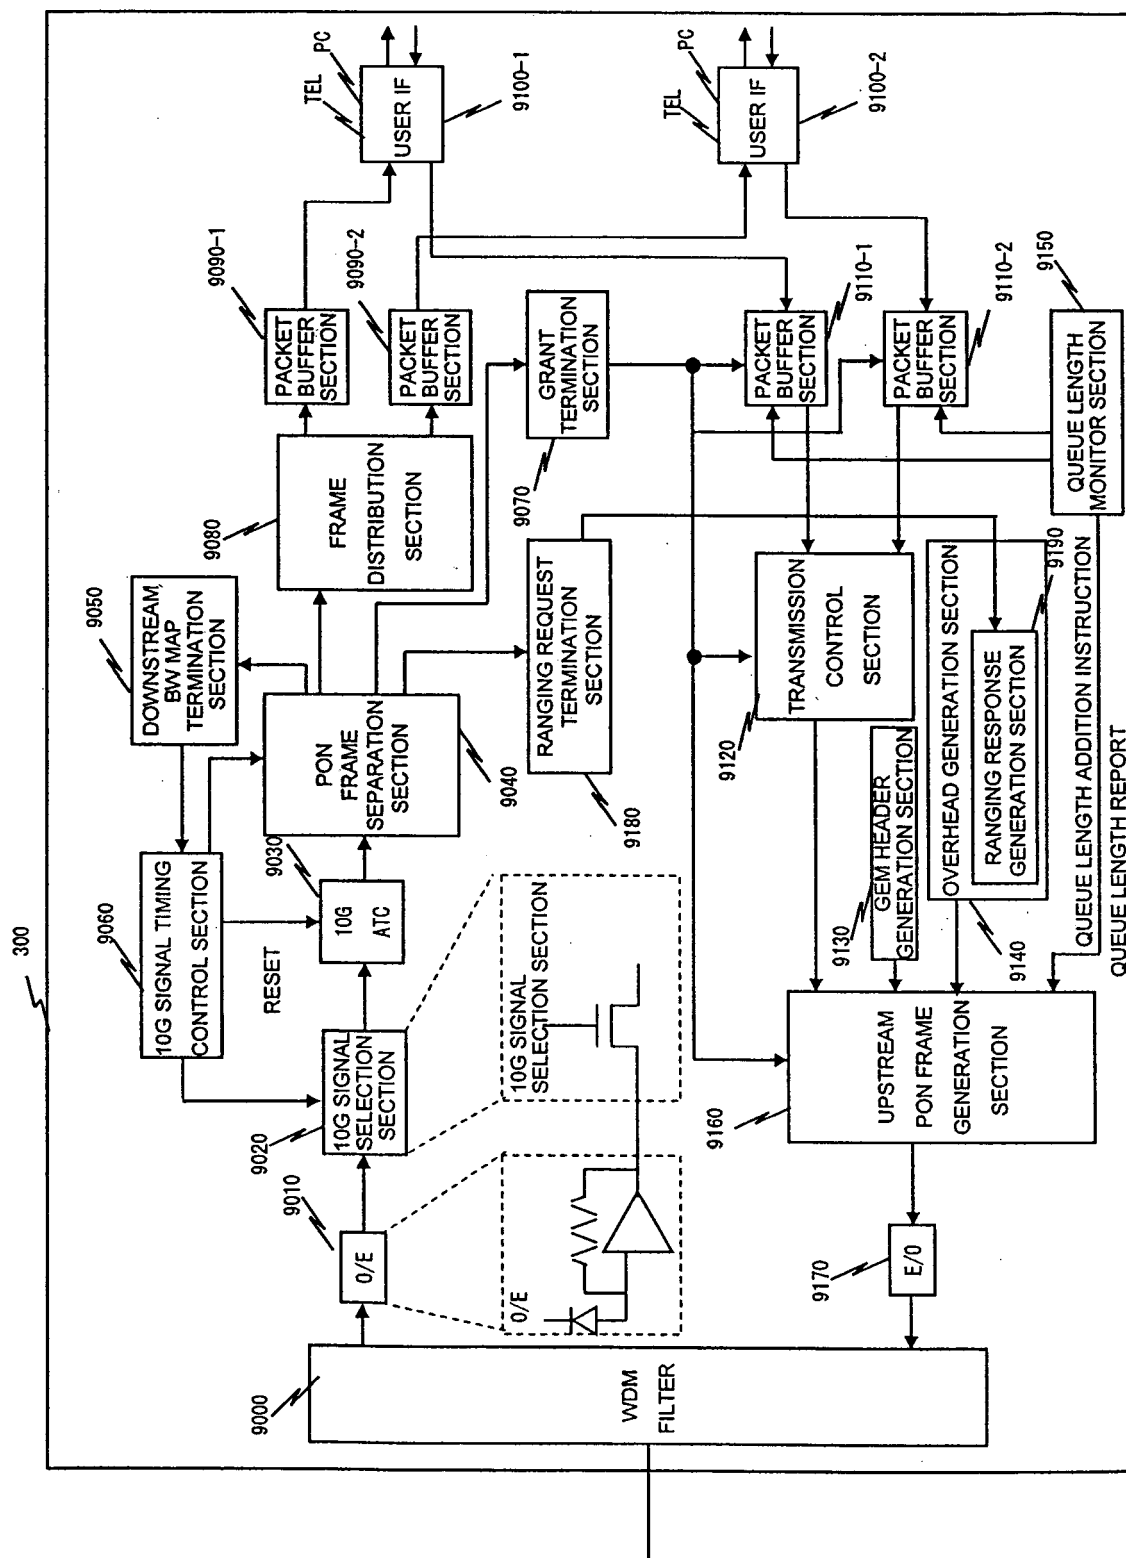 300
9060
10G SIGNAL TIMING
CONTROL SECTION
9050
DOWNSTREAM,
BW MAP
TERMINATION
SECTION
RESET
9000
WDM
FILTER
9010
O/E
9020
10G SIGNAL
SELECTION
SECTION
9030
10G
ATC
PON
FRAME
SEPARATION
SECTION
9040
9080
FRAME
DISTRIBUTION
SECTION
9090-1
PACKET
BUFFER
SECTION
9090-2
PACKET
BUFFER
SECTION
TEL
PC
USER IF
9100-1
TEL
PC
USER IF
9100-2
O/E
10G SIGNAL
SELECTION SECTION
RANGING REQUEST
TERMINATION
SECTION
9180
GRANT
TERMINATION
SECTION
9070
9170
E/O
9160
UPSTREAM
PON FRAME
GENERATION
SECTION
9120
TRANSMISSION
CONTROL
SECTION
9130
GEM HEADER
GENERATION SECTION
9140
OVERHEAD GENERATION SECTION
RANGING RESPONSE
GENERATION SECTION
9190
PACKET
BUFFER
SECTION
9110-1
PACKET
BUFFER
SECTION
9110-2
9150
QUEUE LENGTH
MONITOR SECTION
QUEUE LENGTH ADDITION INSTRUCTION
QUEUE LENGTH REPORT